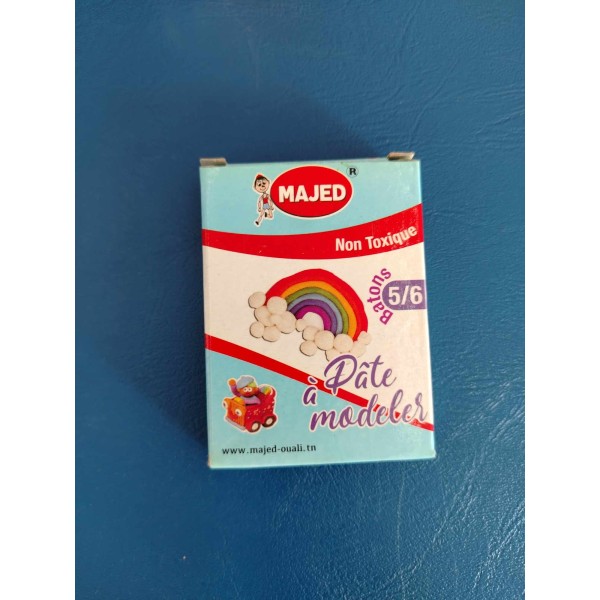 MAJED ®
Non Toxique
Batons
5/6
Pâte
à modeler
www.majed-ouali.tn